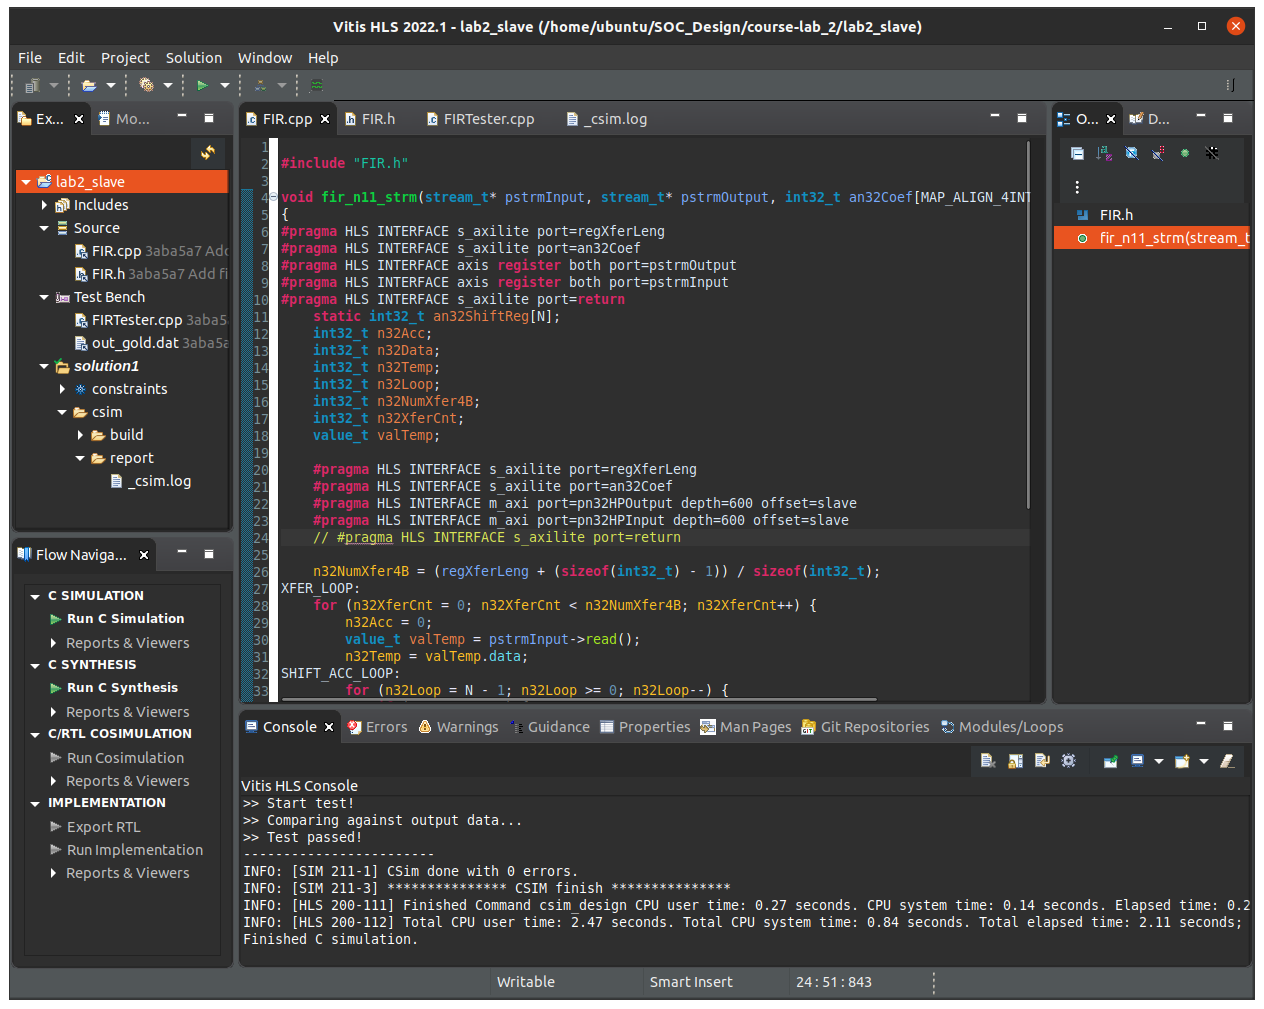 Vitis HLS 2022.1 - lab2_slave (/home/ubuntu/SOC_Design/course-lab_2/lab2_slave)
File Edit Project Solution Window Help
Ex... Mo...
lab2_slave
Includes
Source
FIR.cpp 3aba5a7 Add
FIR.h 3aba5a7 Add fi
Test Bench
FIRTester.cpp 3aba5
out_gold.dat 3aba5a
solution1
constraints
csim
build
report
_csim.log
Flow Naviga...
C SIMULATION
Run C Simulation
Reports & Viewers
C SYNTHESIS
Run C Synthesis
Reports & Viewers
C/RTL COSIMULATION
Run Cosimulation
Reports & Viewers
IMPLEMENTATION
Export RTL
Run Implementation
Reports & Viewers
FIR.cpp FIR.h FIRTester.cpp _csim.log
1
2 #include "FIR.h"
3
4 void fir_n11_strm(stream_t* pstrmInput, stream_t* pstrmOutput, int32_t an32Coef[MAP_ALIGN_4INT
5 {
6 #pragma HLS INTERFACE s_axilite port=regXferLeng
7 #pragma HLS INTERFACE s_axilite port=an32Coef
8 #pragma HLS INTERFACE axis register both port=pstrmOutput
9 #pragma HLS INTERFACE axis register both port=pstrmInput
10 #pragma HLS INTERFACE s_axilite port=return
11 static int32_t an32ShiftReg[N];
12 int32_t n32Acc;
13 int32_t n32Data;
14 int32_t n32Temp;
15 int32_t n32Loop;
16 int32_t n32NumXfer4B;
17 int32_t n32XferCnt;
18 value_t valTemp;
19
20 #pragma HLS INTERFACE s_axilite port=regXferLeng
21 #pragma HLS INTERFACE s_axilite port=an32Coef
22 #pragma HLS INTERFACE m_axi port=pn32HPOutput depth=600 offset=slave
23 #pragma HLS INTERFACE m_axi port=pn32HPInput depth=600 offset=slave
24 // #pragma HLS INTERFACE s_axilite port=return
25
26 n32NumXfer4B = (regXferLeng + (sizeof(int32_t) - 1)) / sizeof(int32_t);
27 XFER_LOOP:
28 for (n32XferCnt = 0; n32XferCnt < n32NumXfer4B; n32XferCnt++) {
29 n32Acc = 0;
30 value_t valTemp = pstrmInput->read();
31 n32Temp = valTemp.data;
32 SHIFT_ACC_LOOP:
33 for (n32Loop = N - 1; n32Loop >= 0; n32Loop--) {
O... D...
FIR.h
fir_n11_strm(stream_t
Console Errors Warnings Guidance Properties Man Pages Git Repositories Modules/Loops
Vitis HLS Console
>> Start test!
>> Comparing against output data...
>> Test passed!
------------------------
INFO: [SIM 211-1] CSim done with 0 errors.
INFO: [SIM 211-3] *************** CSIM finish ***************
INFO: [HLS 200-111] Finished Command csim_design CPU user time: 0.27 seconds. CPU system time: 0.14 seconds. Elapsed time: 0.2
INFO: [HLS 200-112] Total CPU user time: 2.47 seconds. Total CPU system time: 0.84 seconds. Total elapsed time: 2.11 seconds;
Finished C simulation.
Writable Smart Insert 24 : 51 : 843